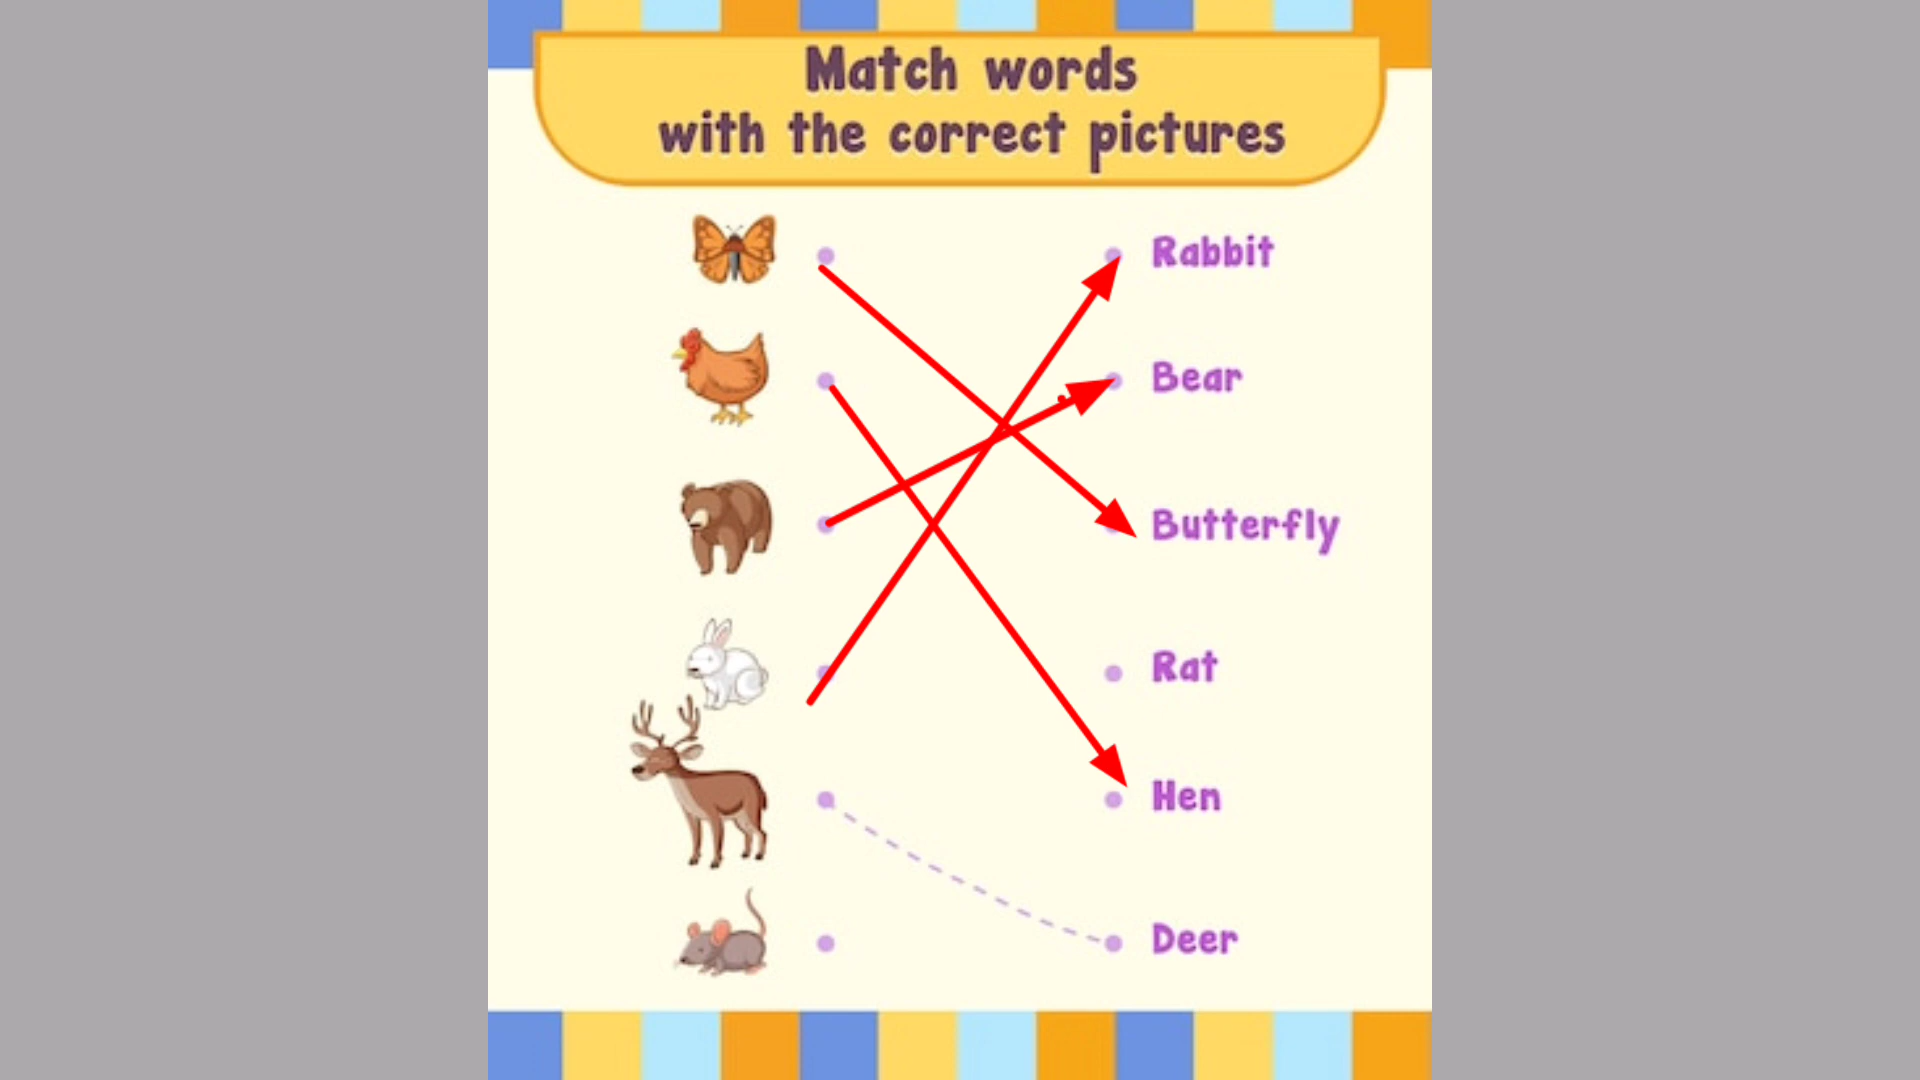 Match words
with the correct pictures
Rabbit
Bear
Butterfly
Rat
Hen
Deer